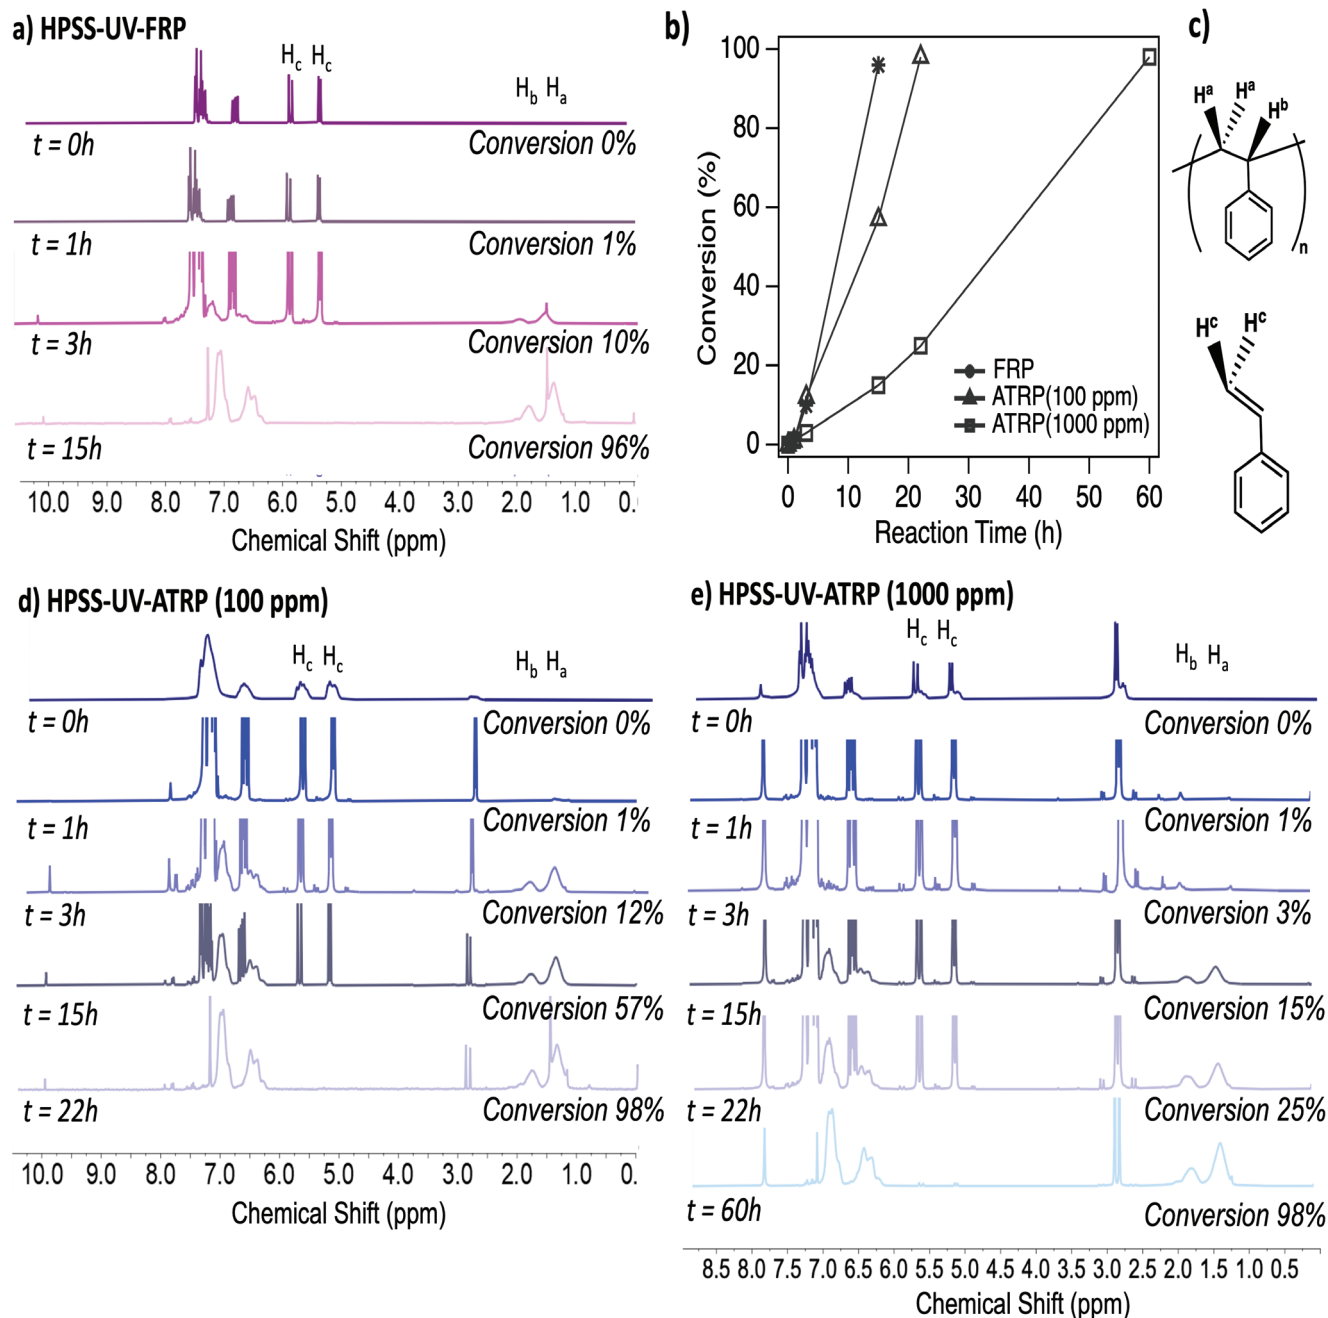 a) HPSS-UV-FRP
Hc Hc
Hb Ha
t = 0h Conversion 0%
t = 1h Conversion 1%
t = 3h Conversion 10%
t = 15h Conversion 96%
10.0 9.0 8.0 7.0 6.0 5.0 4.0 3.0 2.0 1.0 0.
Chemical Shift (ppm)
b)
100
80
60
40
20
0
Conversion (%)
FRP
ATRP(100 ppm)
ATRP(1000 ppm)
0 10 20 30 40 50 60
Reaction Time (h)
c)
Ha Ha Hb
n
Hc Hc
d) HPSS-UV-ATRP (100 ppm)
Hc Hc
Hb Ha
t = 0h Conversion 0%
t = 1h Conversion 1%
t = 3h Conversion 12%
t = 15h Conversion 57%
t = 22h Conversion 98%
10.0 9.0 8.0 7.0 6.0 5.0 4.0 3.0 2.0 1.0 0.
Chemical Shift (ppm)
e) HPSS-UV-ATRP (1000 ppm)
Hc Hc
Hb Ha
t = 0h Conversion 0%
t = 1h Conversion 1%
t = 3h Conversion 3%
t = 15h Conversion 15%
t = 22h Conversion 25%
t = 60h Conversion 98%
8.5 8.0 7.5 7.0 6.5 6.0 5.5 5.0 4.5 4.0 3.5 3.0 2.5 2.0 1.5 1.0 0.5
Chemical Shift (ppm)